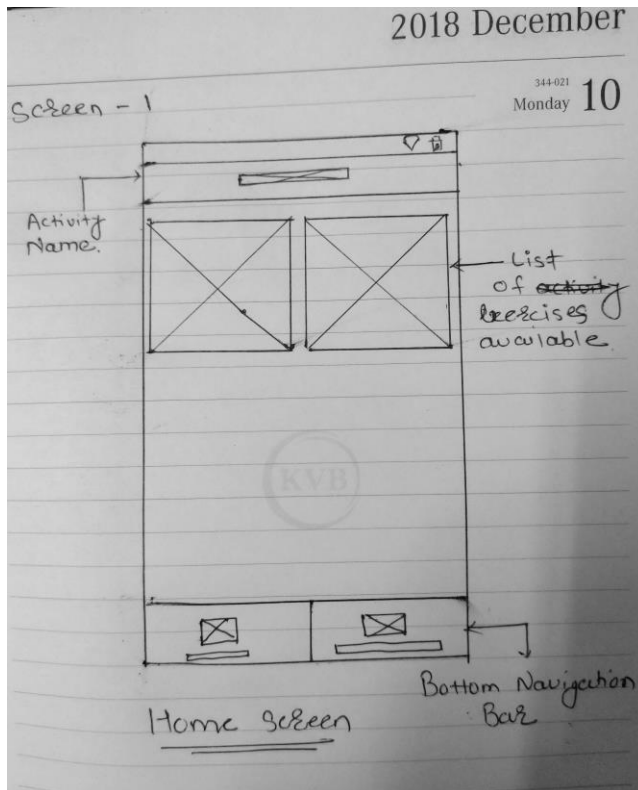 2018 December
344-021
Monday 10
Screen - 1
Activity
Name.
List
of activity
exercises
available
KVB
Bottom Navigation
Bar
Home Screen